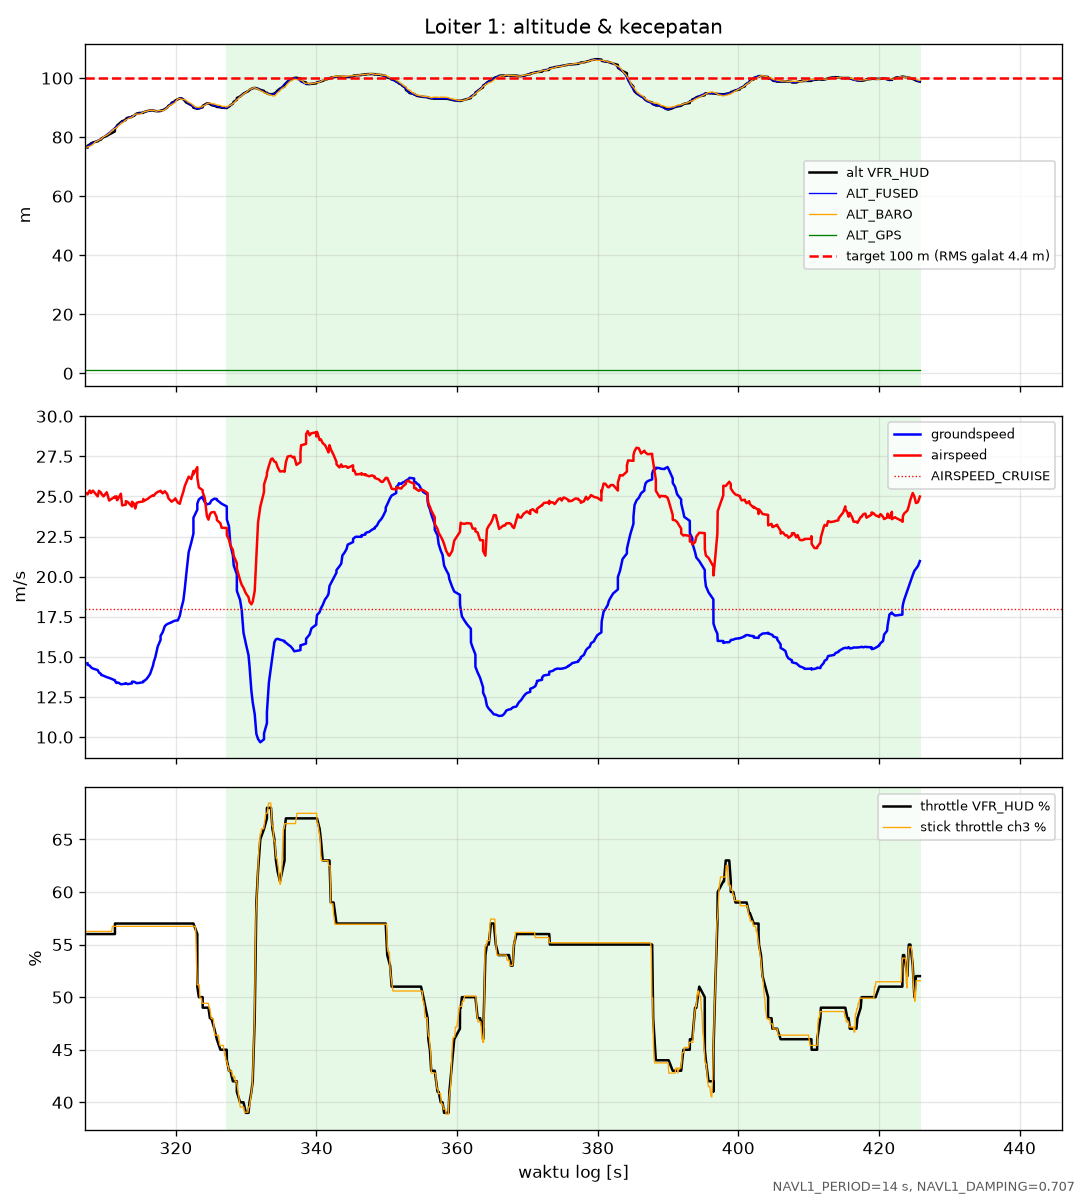 Loiter 1: altitude & kecepatan
100
80
60
40
20
0
m
alt VFR_HUD
ALT_FUSED
ALT_BARO
ALT_GPS
target 100 m (RMS galat 4.4 m)
30.0
27.5
25.0
22.5
20.0
17.5
15.0
12.5
10.0
m/s
groundspeed
airspeed
AIRSPEED_CRUISE
65
60
55
50
45
40
%
throttle VFR_HUD %
stick throttle ch3 %
320 340 360 380 400 420 440
waktu log [s]
NAVL1_PERIOD=14 s, NAVL1_DAMPING=0.707